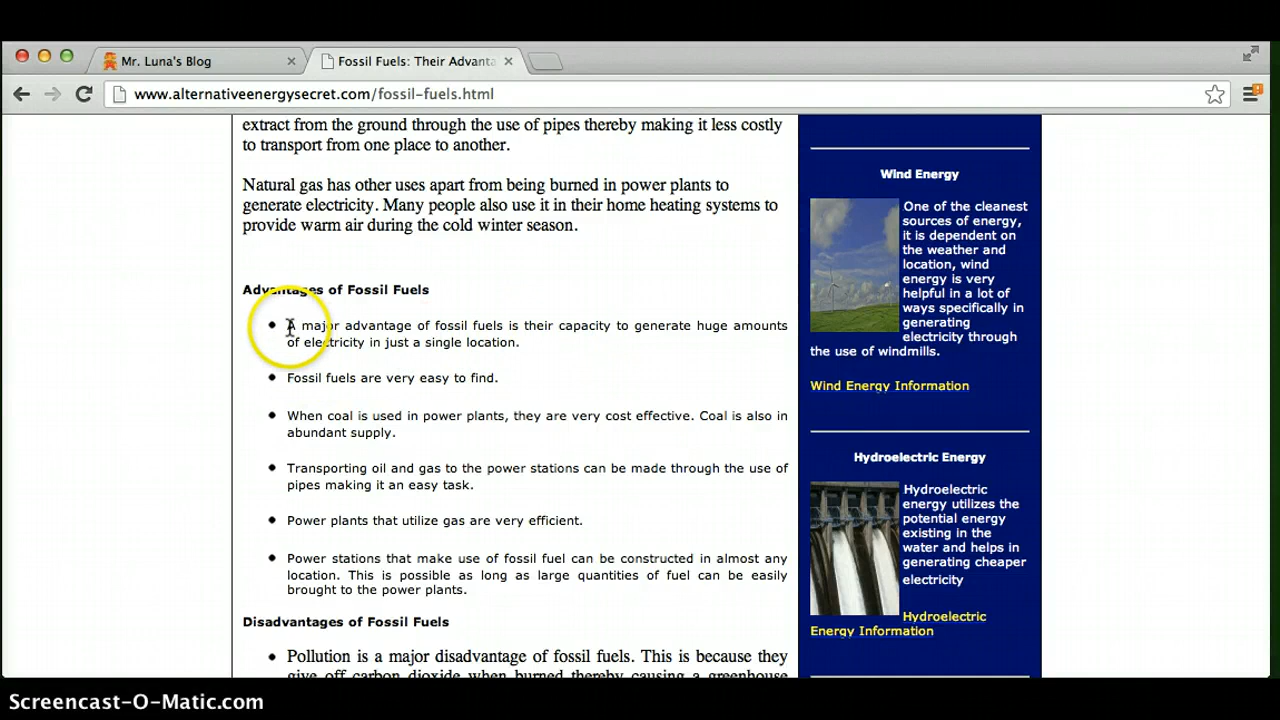 Mr. Luna's Blog
Fossil Fuels: Their Advanta
www.alternativeenergysecret.com/fossil-fuels.html
extract from the ground through the use of pipes thereby making it less costly
to transport from one place to another.
Natural gas has other uses apart from being burned in power plants to
generate electricity. Many people also use it in their home heating systems to
provide warm air during the cold winter season.
Advantages of Fossil Fuels
A major advantage of fossil fuels is their capacity to generate huge amounts
of electricity in just a single location.
Fossil fuels are very easy to find.
When coal is used in power plants, they are very cost effective. Coal is also in
abundant supply.
Transporting oil and gas to the power stations can be made through the use of
pipes making it an easy task.
Power plants that utilize gas are very efficient.
Power stations that make use of fossil fuel can be constructed in almost any
location. This is possible as long as large quantities of fuel can be easily
brought to the power plants.
Disadvantages of Fossil Fuels
Pollution is a major disadvantage of fossil fuels. This is because they
give off carbon dioxide when burned thereby causing a greenhouse
Wind Energy
One of the cleanest
sources of energy,
it is dependent on
the weather and
location, wind
energy is very
helpful in a lot of
ways specifically in
generating
electricity through
the use of windmills.
Wind Energy Information
Hydroelectric Energy
Hydroelectric
energy utilizes the
potential energy
existing in the
water and helps in
generating cheaper
electricity
Hydroelectric
Energy Information
Screencast-O-Matic.com